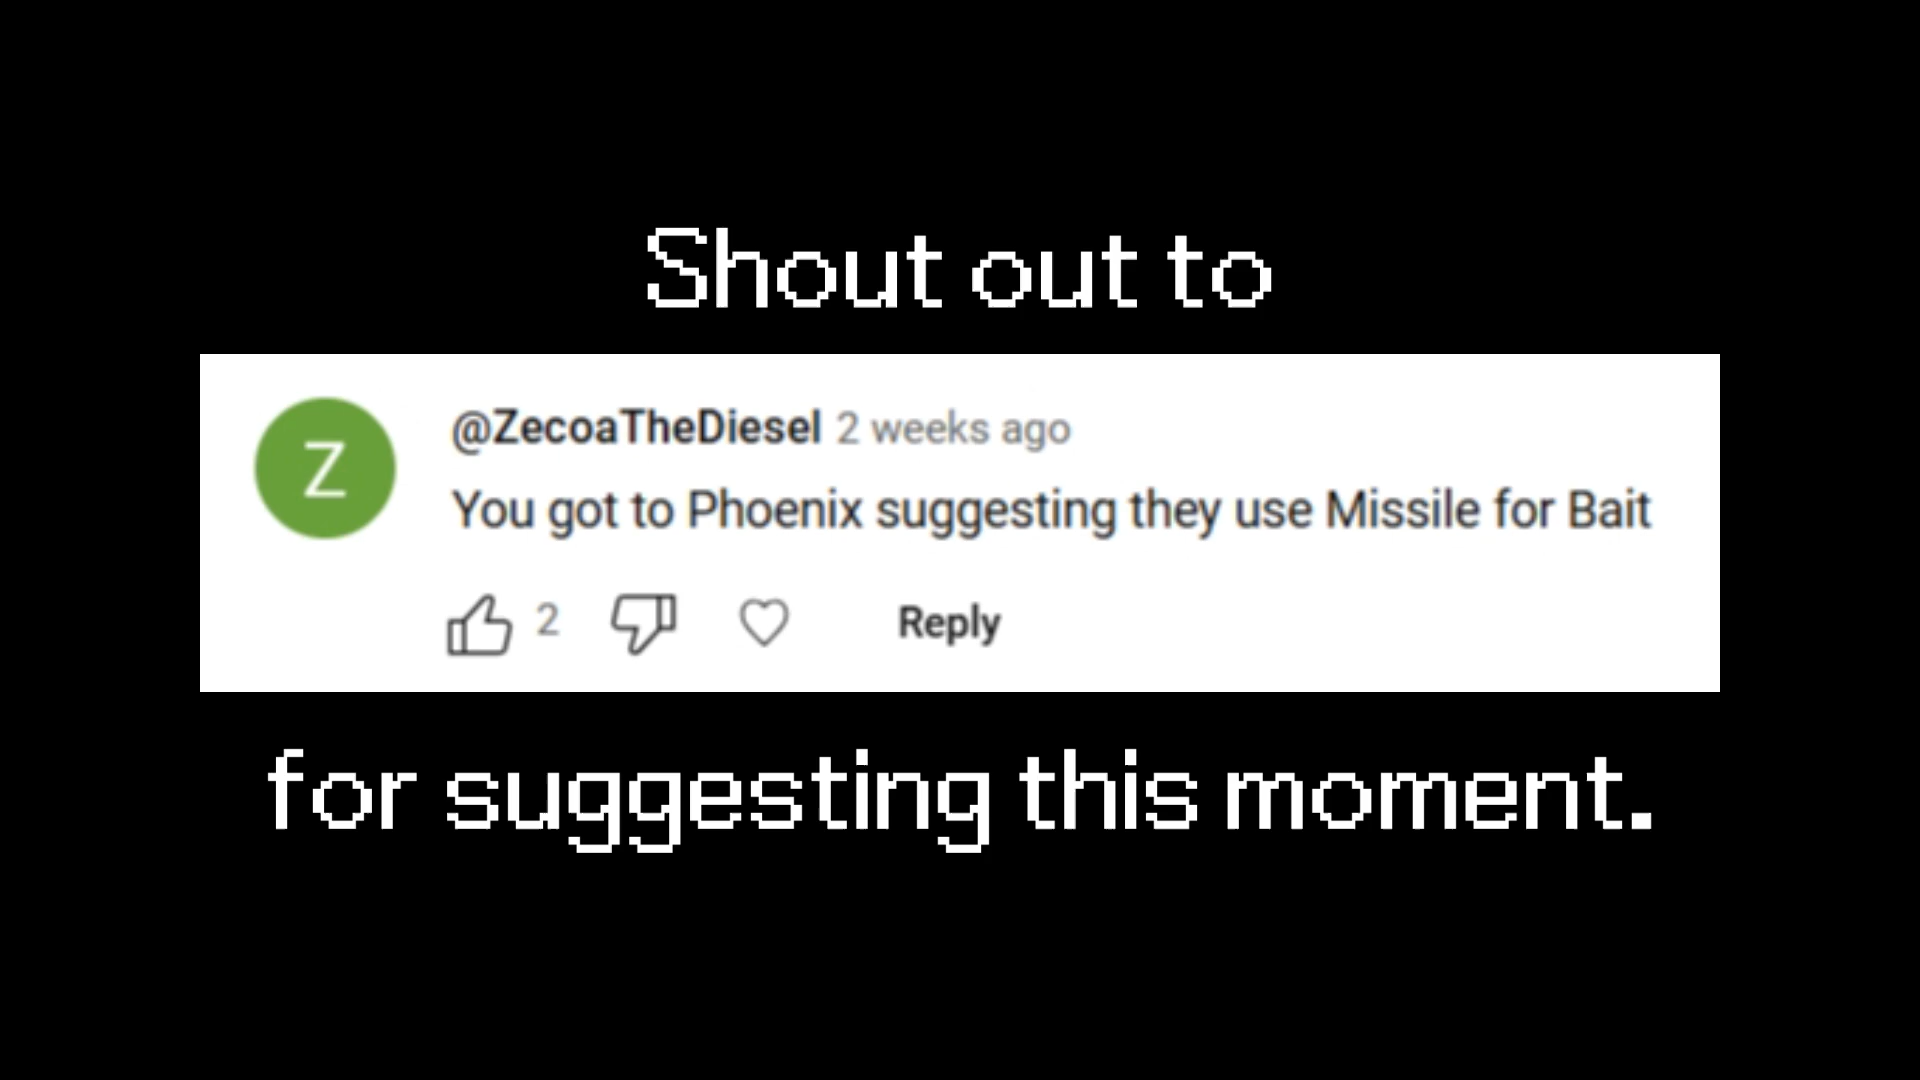 Shout out to
Z
@ZecoaTheDiesel 2 weeks ago
You got to Phoenix suggesting they use Missile for Bait
2 Reply
for suggesting this moment.